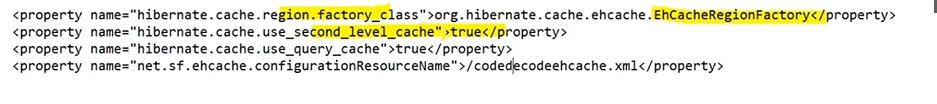 <property name="hibernate.cache.region.factory_class">org.hibernate.cache.ehcache.EhCacheRegionFactory</property>
<property name="hibernate.cache.use_second_level_cache">true</property>
<property name="hibernate.cache.use_query_cache">true</property>
<property name="net.sf.ehcache.configurationResourceName">/codedecodeehcache.xml</property>